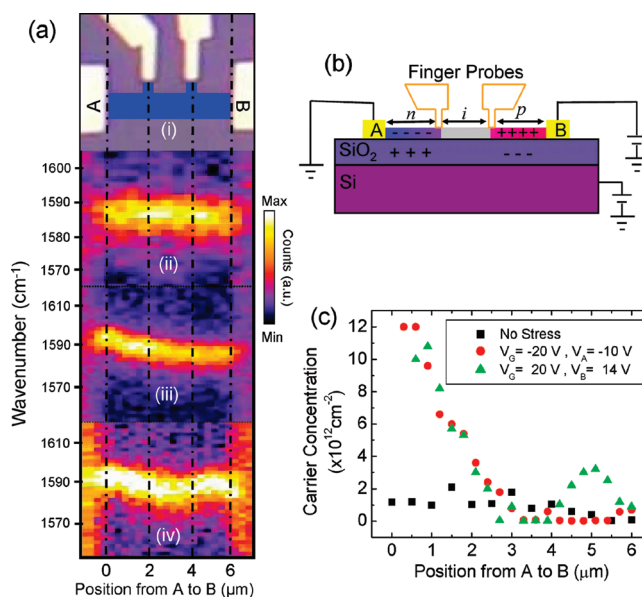 (a)
A
B
(i)
1600
1590
1580
1570
(ii)
1610
1590
1570
(iii)
1610
1590
1570
(iv)
Wavenumber (cm⁻¹)
0 2 4 6
Position from A to B (μm)
Max
Counts (a.u.)
Min
(b)
Finger Probes
n i p
A - - - - ++++ B
SiO₂ + + + - - -
Si
(c)
12
10
8
6
4
2
0
Carrier Concentration
(x10¹²cm⁻²)
No Stress
V_G= -20 V , V_A= -10 V
V_G= 20 V , V_B= 14 V
0 1 2 3 4 5 6
Position from A to B (μm)